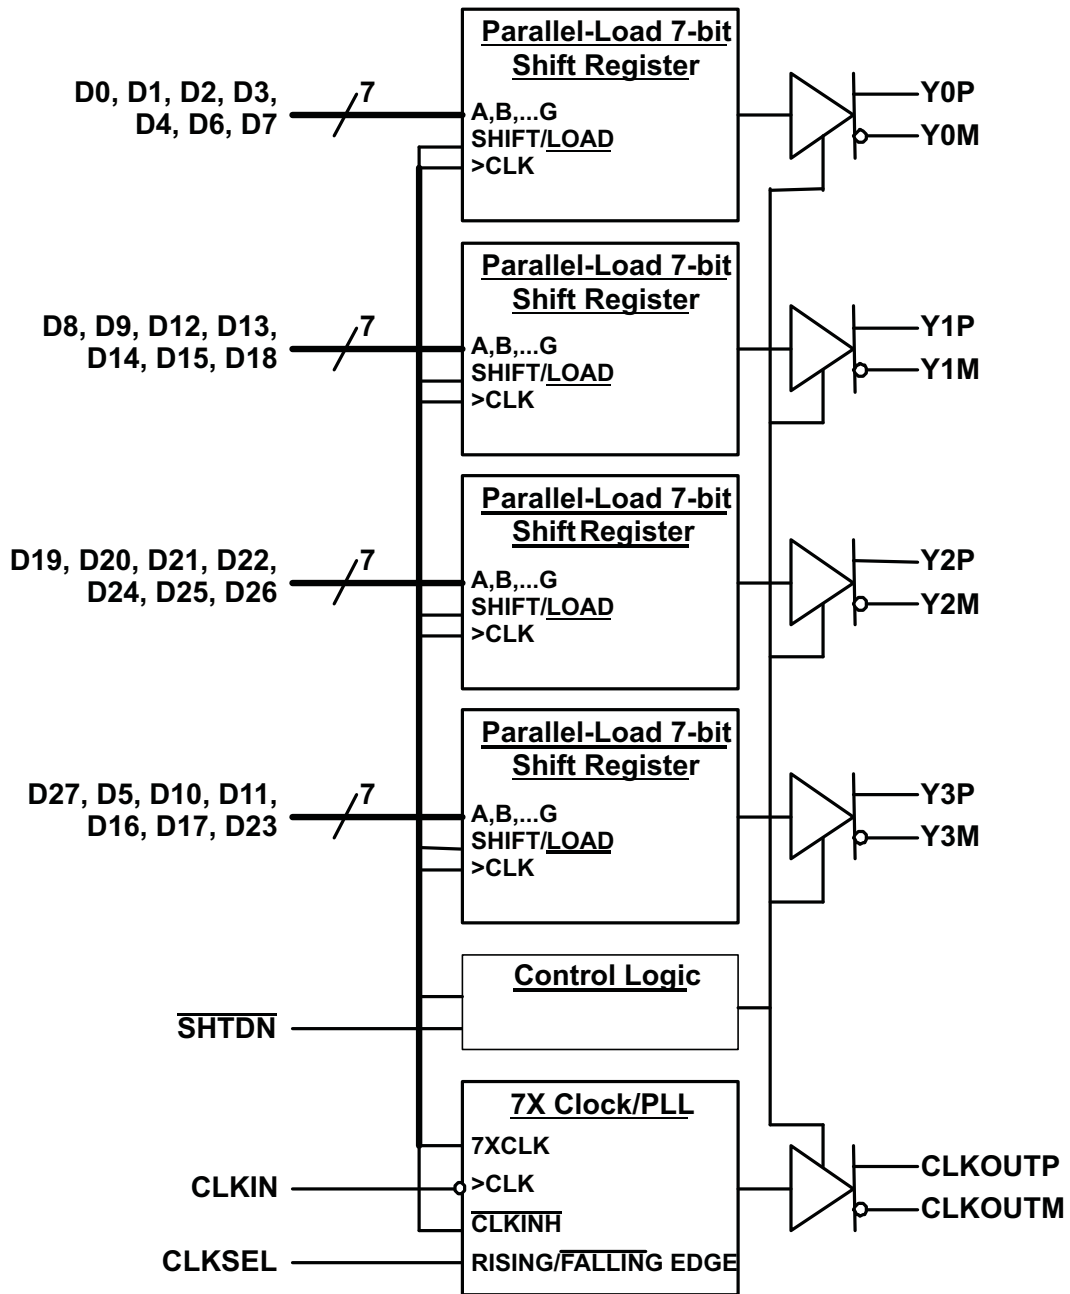 Parallel-Load 7-bit
Shift Register
D0, D1, D2, D3,
D4, D6, D7
7
A,B,...G
SHIFT/LOAD
>CLK
Y0P
Y0M
Parallel-Load 7-bit
Shift Register
D8, D9, D12, D13,
D14, D15, D18
7
A,B,...G
SHIFT/LOAD
>CLK
Y1P
Y1M
Parallel-Load 7-bit
Shift Register
D19, D20, D21, D22,
D24, D25, D26
7
A,B,...G
SHIFT/LOAD
>CLK
Y2P
Y2M
Parallel-Load 7-bit
Shift Register
D27, D5, D10, D11,
D16, D17, D23
7
A,B,...G
SHIFT/LOAD
>CLK
Y3P
Y3M
Control Logic
SHTDN
7X Clock/PLL
7XCLK
CLKIN
>CLK
CLKINH
CLKSEL
RISING/FALLING EDGE
CLKOUTP
CLKOUTM